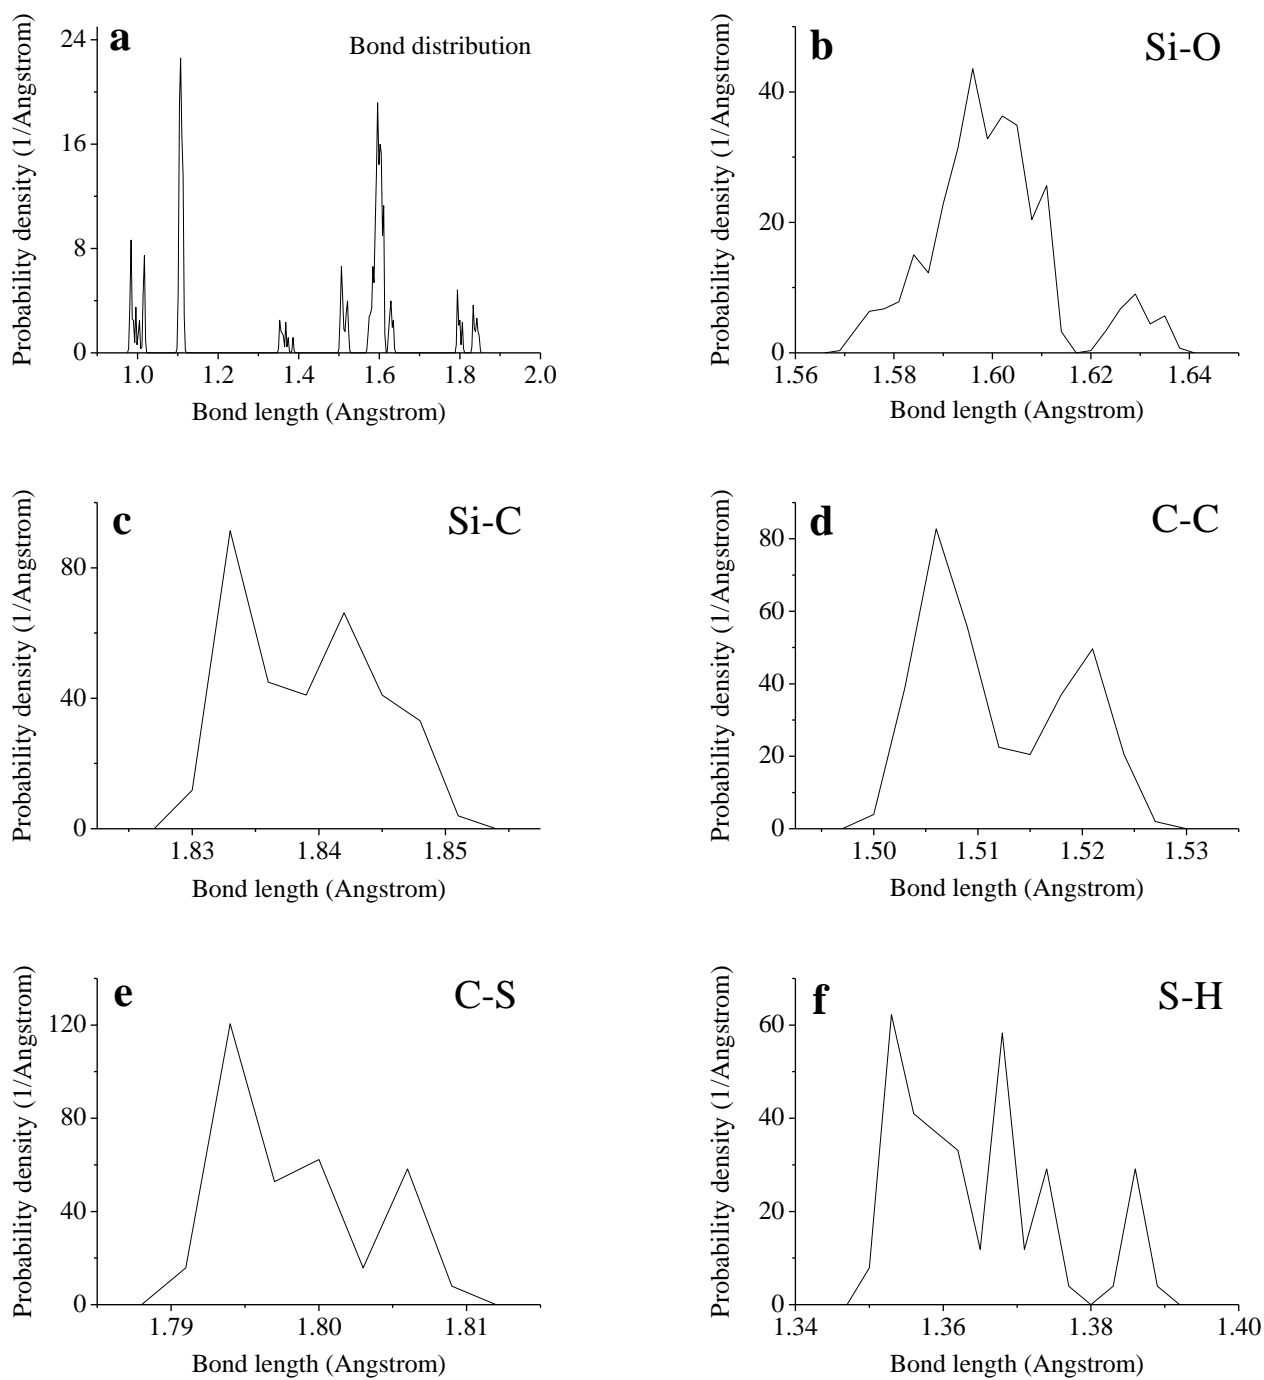 a
Bond distribution
Probability density (1/Angstrom)
24
16
8
0
1.0 1.2 1.4 1.6 1.8 2.0
Bond length (Angstrom)
b
Si-O
Probability density (1/Angstrom)
40
20
0
1.56 1.58 1.60 1.62 1.64
Bond length (Angstrom)
c
Si-C
Probability density (1/Angstrom)
80
40
0
1.83 1.84 1.85
Bond length (Angstrom)
d
C-C
Probability density (1/Angstrom)
80
60
40
20
0
1.50 1.51 1.52 1.53
Bond length (Angstrom)
e
C-S
Probability density (1/Angstrom)
120
80
40
0
1.79 1.80 1.81
Bond length (Angstrom)
f
S-H
Probability density (1/Angstrom)
60
40
20
0
1.34 1.36 1.38 1.40
Bond length (Angstrom)